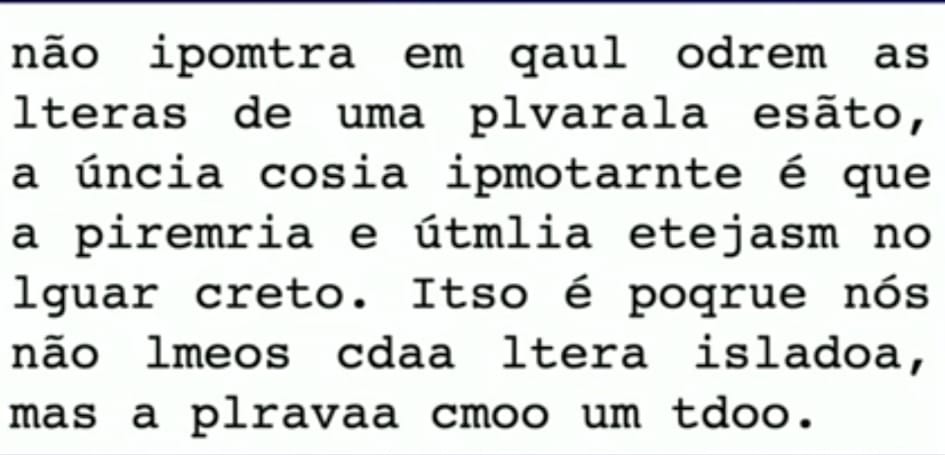 não ipomtra em qaul odrem as
lteras de uma plvarala esãto,
a úncia cosia ipmotarnte é que
a piremria e útmlia etejasm no
lguar creto. Itso é poqrue nós
não lmeos cdaa ltera isladoa,
mas a plravaa cmoo um tdoo.